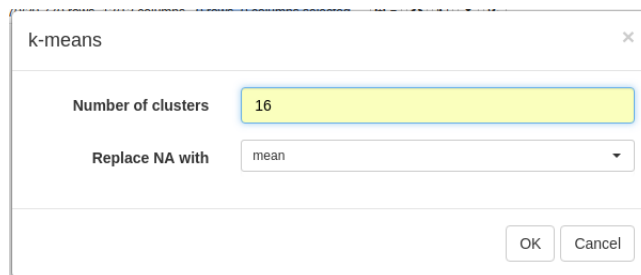 k-means ×
Number of clusters 16
Replace NA with mean
OK Cancel